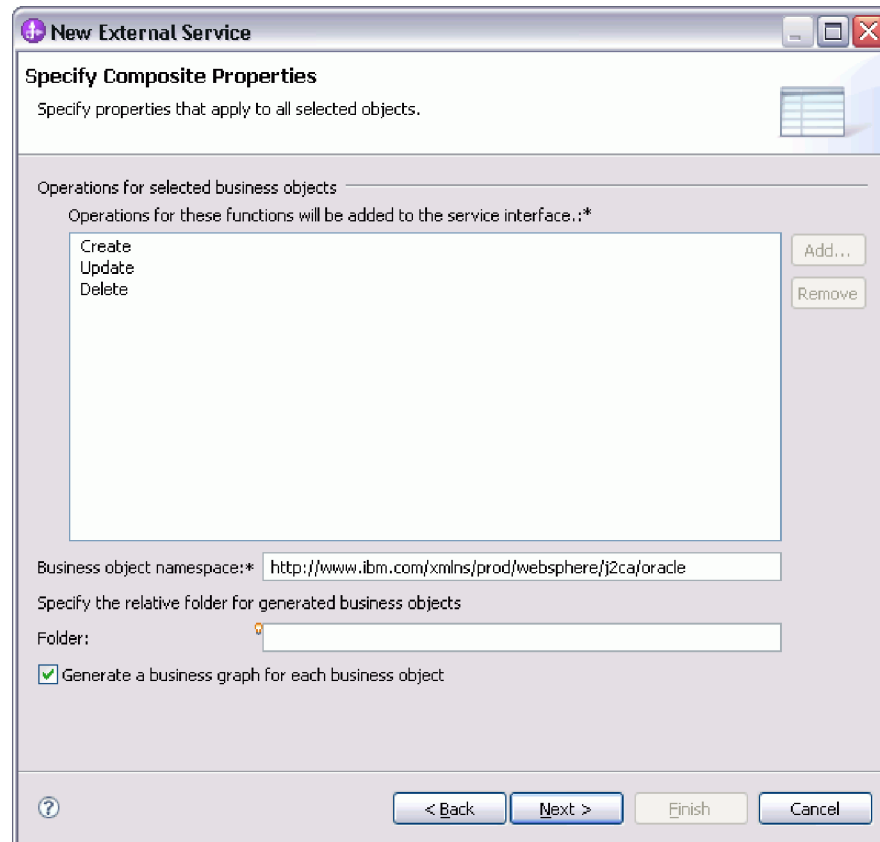 New External Service
Specify Composite Properties
Specify properties that apply to all selected objects.
Operations for selected business objects
Operations for these functions will be added to the service interface.:*
Create
Update
Delete
Add...
Remove
Business object namespace:* http://www.ibm.com/xmlns/prod/websphere/j2ca/oracle
Specify the relative folder for generated business objects
Folder:
Generate a business graph for each business object
? < Back Next > Finish Cancel